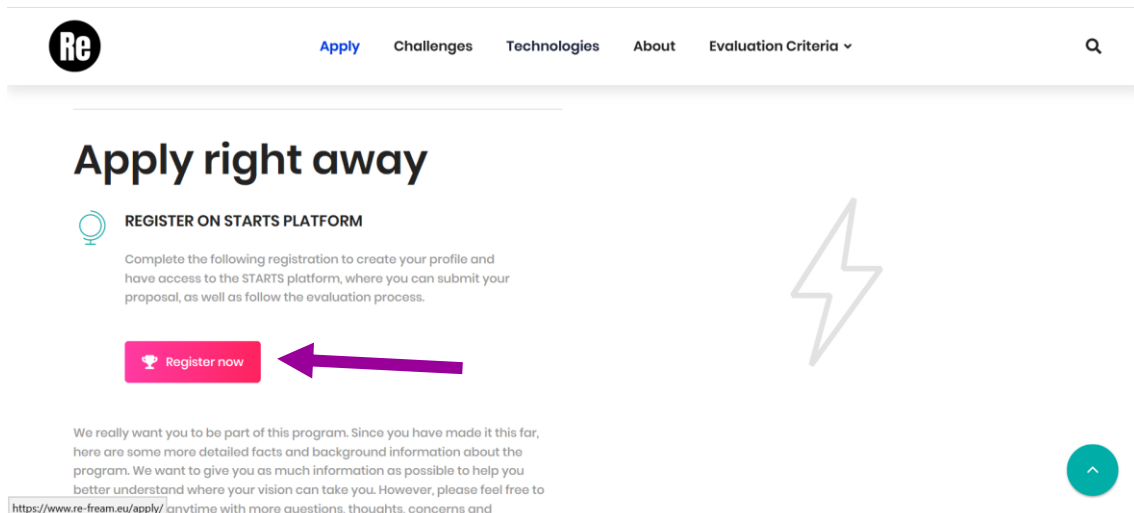 Re
Apply Challenges Technologies About Evaluation Criteria
Apply right away
REGISTER ON STARTS PLATFORM
Complete the following registration to create your profile and
have access to the STARTS platform, where you can submit your
proposal, as well as follow the evaluation process.
Register now
We really want you to be part of this program. Since you have made it this far,
here are some more detailed facts and background information about the
program. We want to give you as much information as possible to help you
better understand where your vision can take you. However, please feel free to
https://www.re-fream.eu/apply/ anytime with more questions, thoughts, concerns and